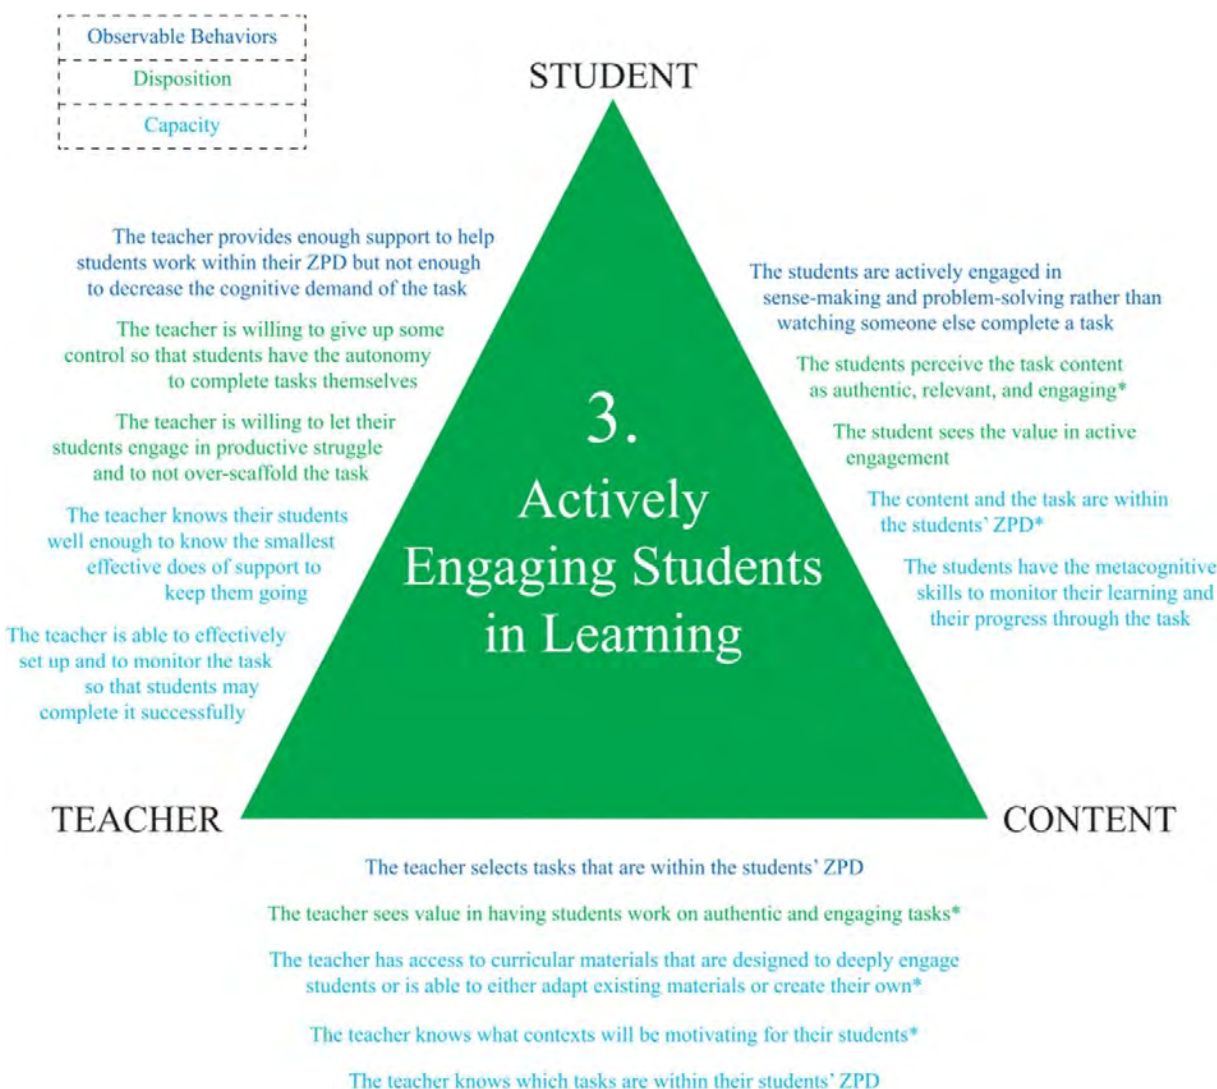 Observable Behaviors
Disposition
Capacity
STUDENT
The teacher provides enough support to help
students work within their ZPD but not enough
to decrease the cognitive demand of the task
The teacher is willing to give up some
control so that students have the autonomy
to complete tasks themselves
The teacher is willing to let their
students engage in productive struggle
and to not over-scaffold the task
The teacher knows their students
well enough to know the smallest
effective does of support to
keep them going
The teacher is able to effectively
set up and to monitor the task
so that students may
complete it successfully
3.
Actively
Engaging Students
in Learning
The students are actively engaged in
sense-making and problem-solving rather than
watching someone else complete a task
The students perceive the task content
as authentic, relevant, and engaging*
The student sees the value in active
engagement
The content and the task are within
the students' ZPD*
The students have the metacognitive
skills to monitor their learning and
their progress through the task
TEACHER
CONTENT
The teacher selects tasks that are within the students' ZPD
The teacher sees value in having students work on authentic and engaging tasks*
The teacher has access to curricular materials that are designed to deeply engage
students or is able to either adapt existing materials or create their own*
The teacher knows what contexts will be motivating for their students*
The teacher knows which tasks are within their students' ZPD